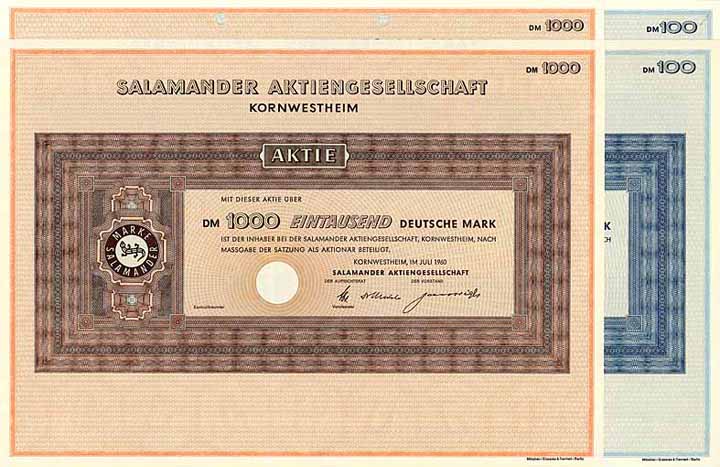 DM 1000
DM 100
DM 1000
DM 100
SALAMANDER AKTIENGESELLSCHAFT
KORNWESTHEIM
AKTIE
MIT DIESER AKTIE ÜBER
DM 1000 EINTAUSEND DEUTSCHE MARK
IST DER INHABER BEI DER SALAMANDER AKTIENGESELLSCHAFT, KORNWESTHEIM, NACH
MASSGABE DER SATZUNG ALS AKTIONÄR BETEILIGT.
KORNWESTHEIM, IM JULI 1960
SALAMANDER AKTIENGESELLSCHAFT
DER AUFSICHTSRAT DER VORSTAND
MARKE
SALAMANDER
K
CH